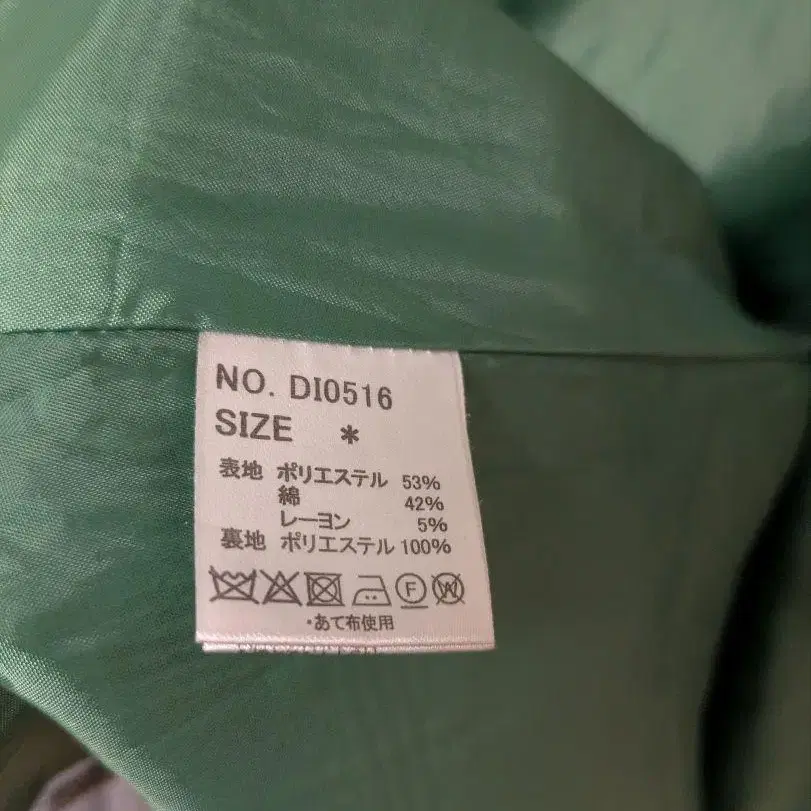 NO. DI0516
SIZE *
表地 ポリエステル 53%
綿 42%
レーヨン 5%
裏地 ポリエステル 100%
F W
・あて布使用